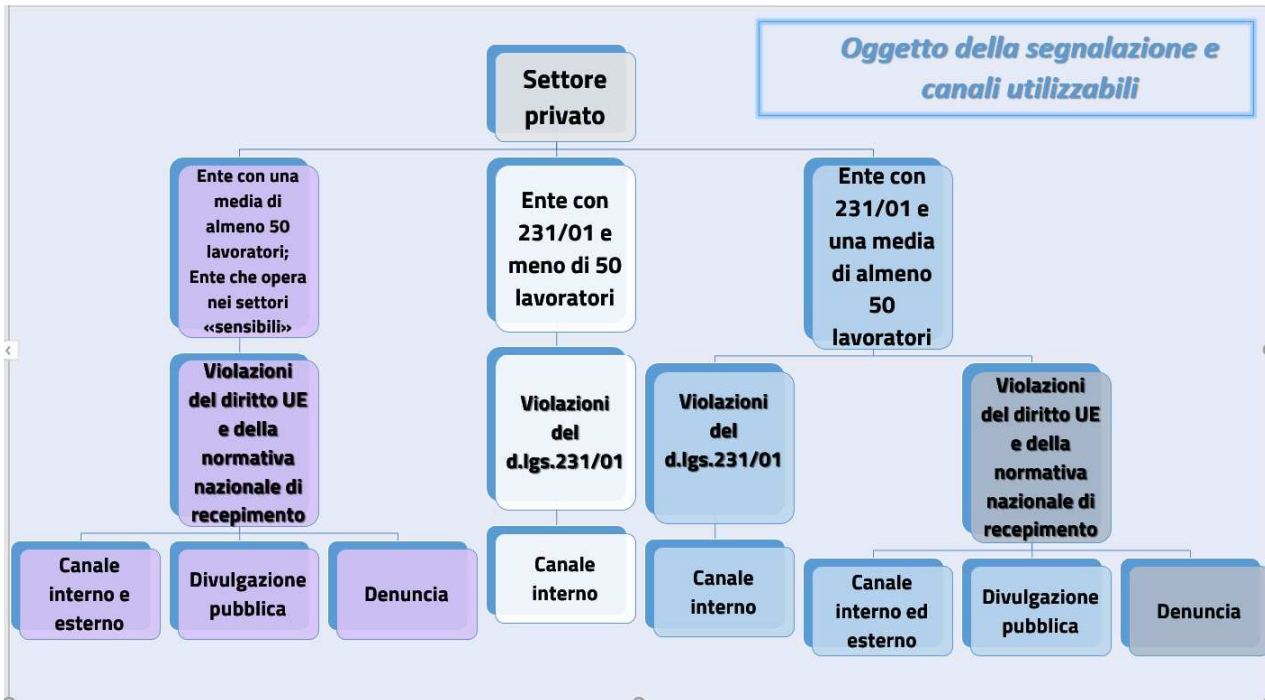 Oggetto della segnalazione e
canali utilizzabili
Settore
privato
Ente con una
media di
almeno 50
lavoratori;
Ente che opera
nei settori
«sensibili»
Ente con
231/01 e
meno di 50
lavoratori
Ente con
231/01 e
una media
di almeno
50
lavoratori
Violazioni
del diritto UE
e della
normativa
nazionale di
recepimento
Violazioni
del
d.lgs.231/01
Violazioni
del
d.lgs.231/01
Violazioni
del diritto UE
e della
normativa
nazionale di
recepimento
Canale
interno e
esterno
Divulgazione
pubblica
Denuncia
Canale
interno
Canale
interno
Canale
interno ed
esterno
Divulgazione
pubblica
Denuncia